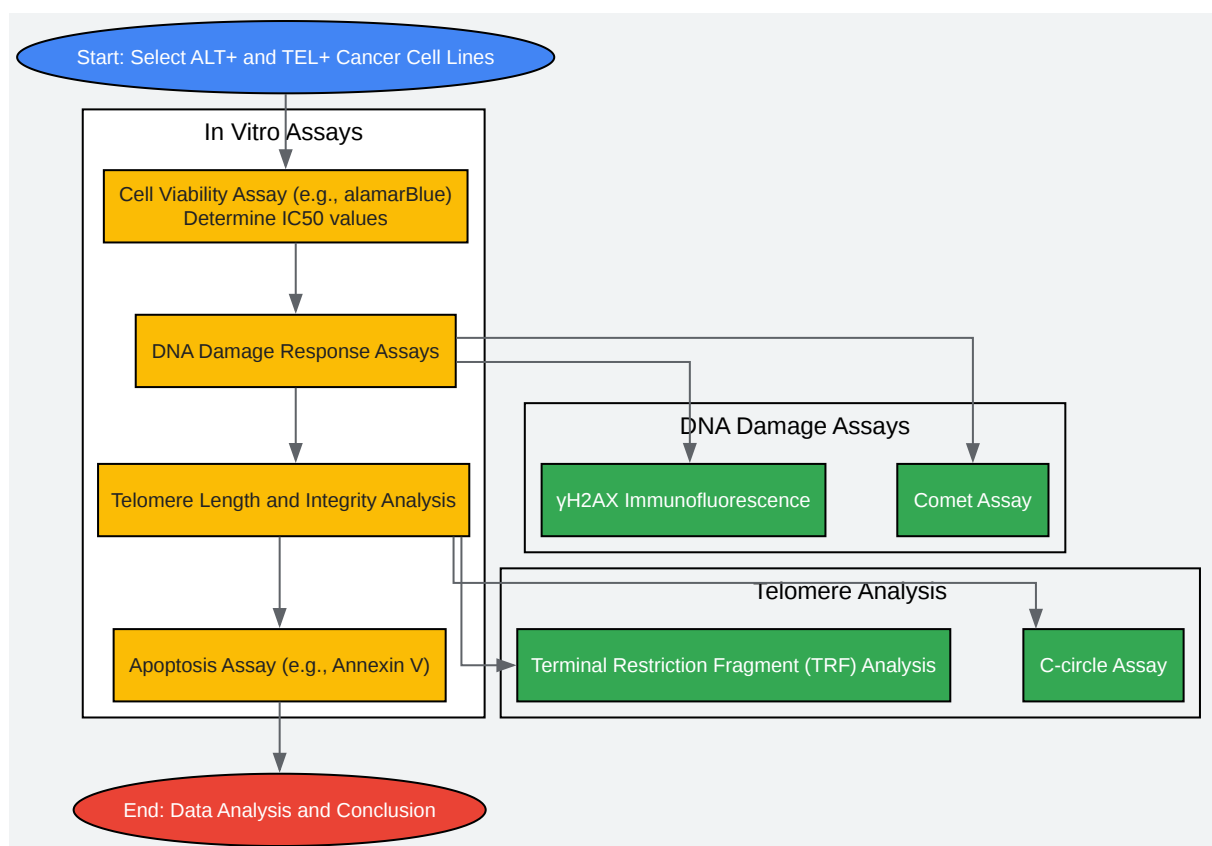 Start: Select ALT+ and TEL+ Cancer Cell Lines
In Vitro Assays
Cell Viability Assay (e.g., alamarBlue)
Determine IC50 values
DNA Damage Response Assays
DNA Damage Assays
Telomere Length and Integrity Analysis
γH2AX Immunofluorescence
Comet Assay
Telomere Analysis
Apoptosis Assay (e.g., Annexin V)
Terminal Restriction Fragment (TRF) Analysis
C-circle Assay
End: Data Analysis and Conclusion